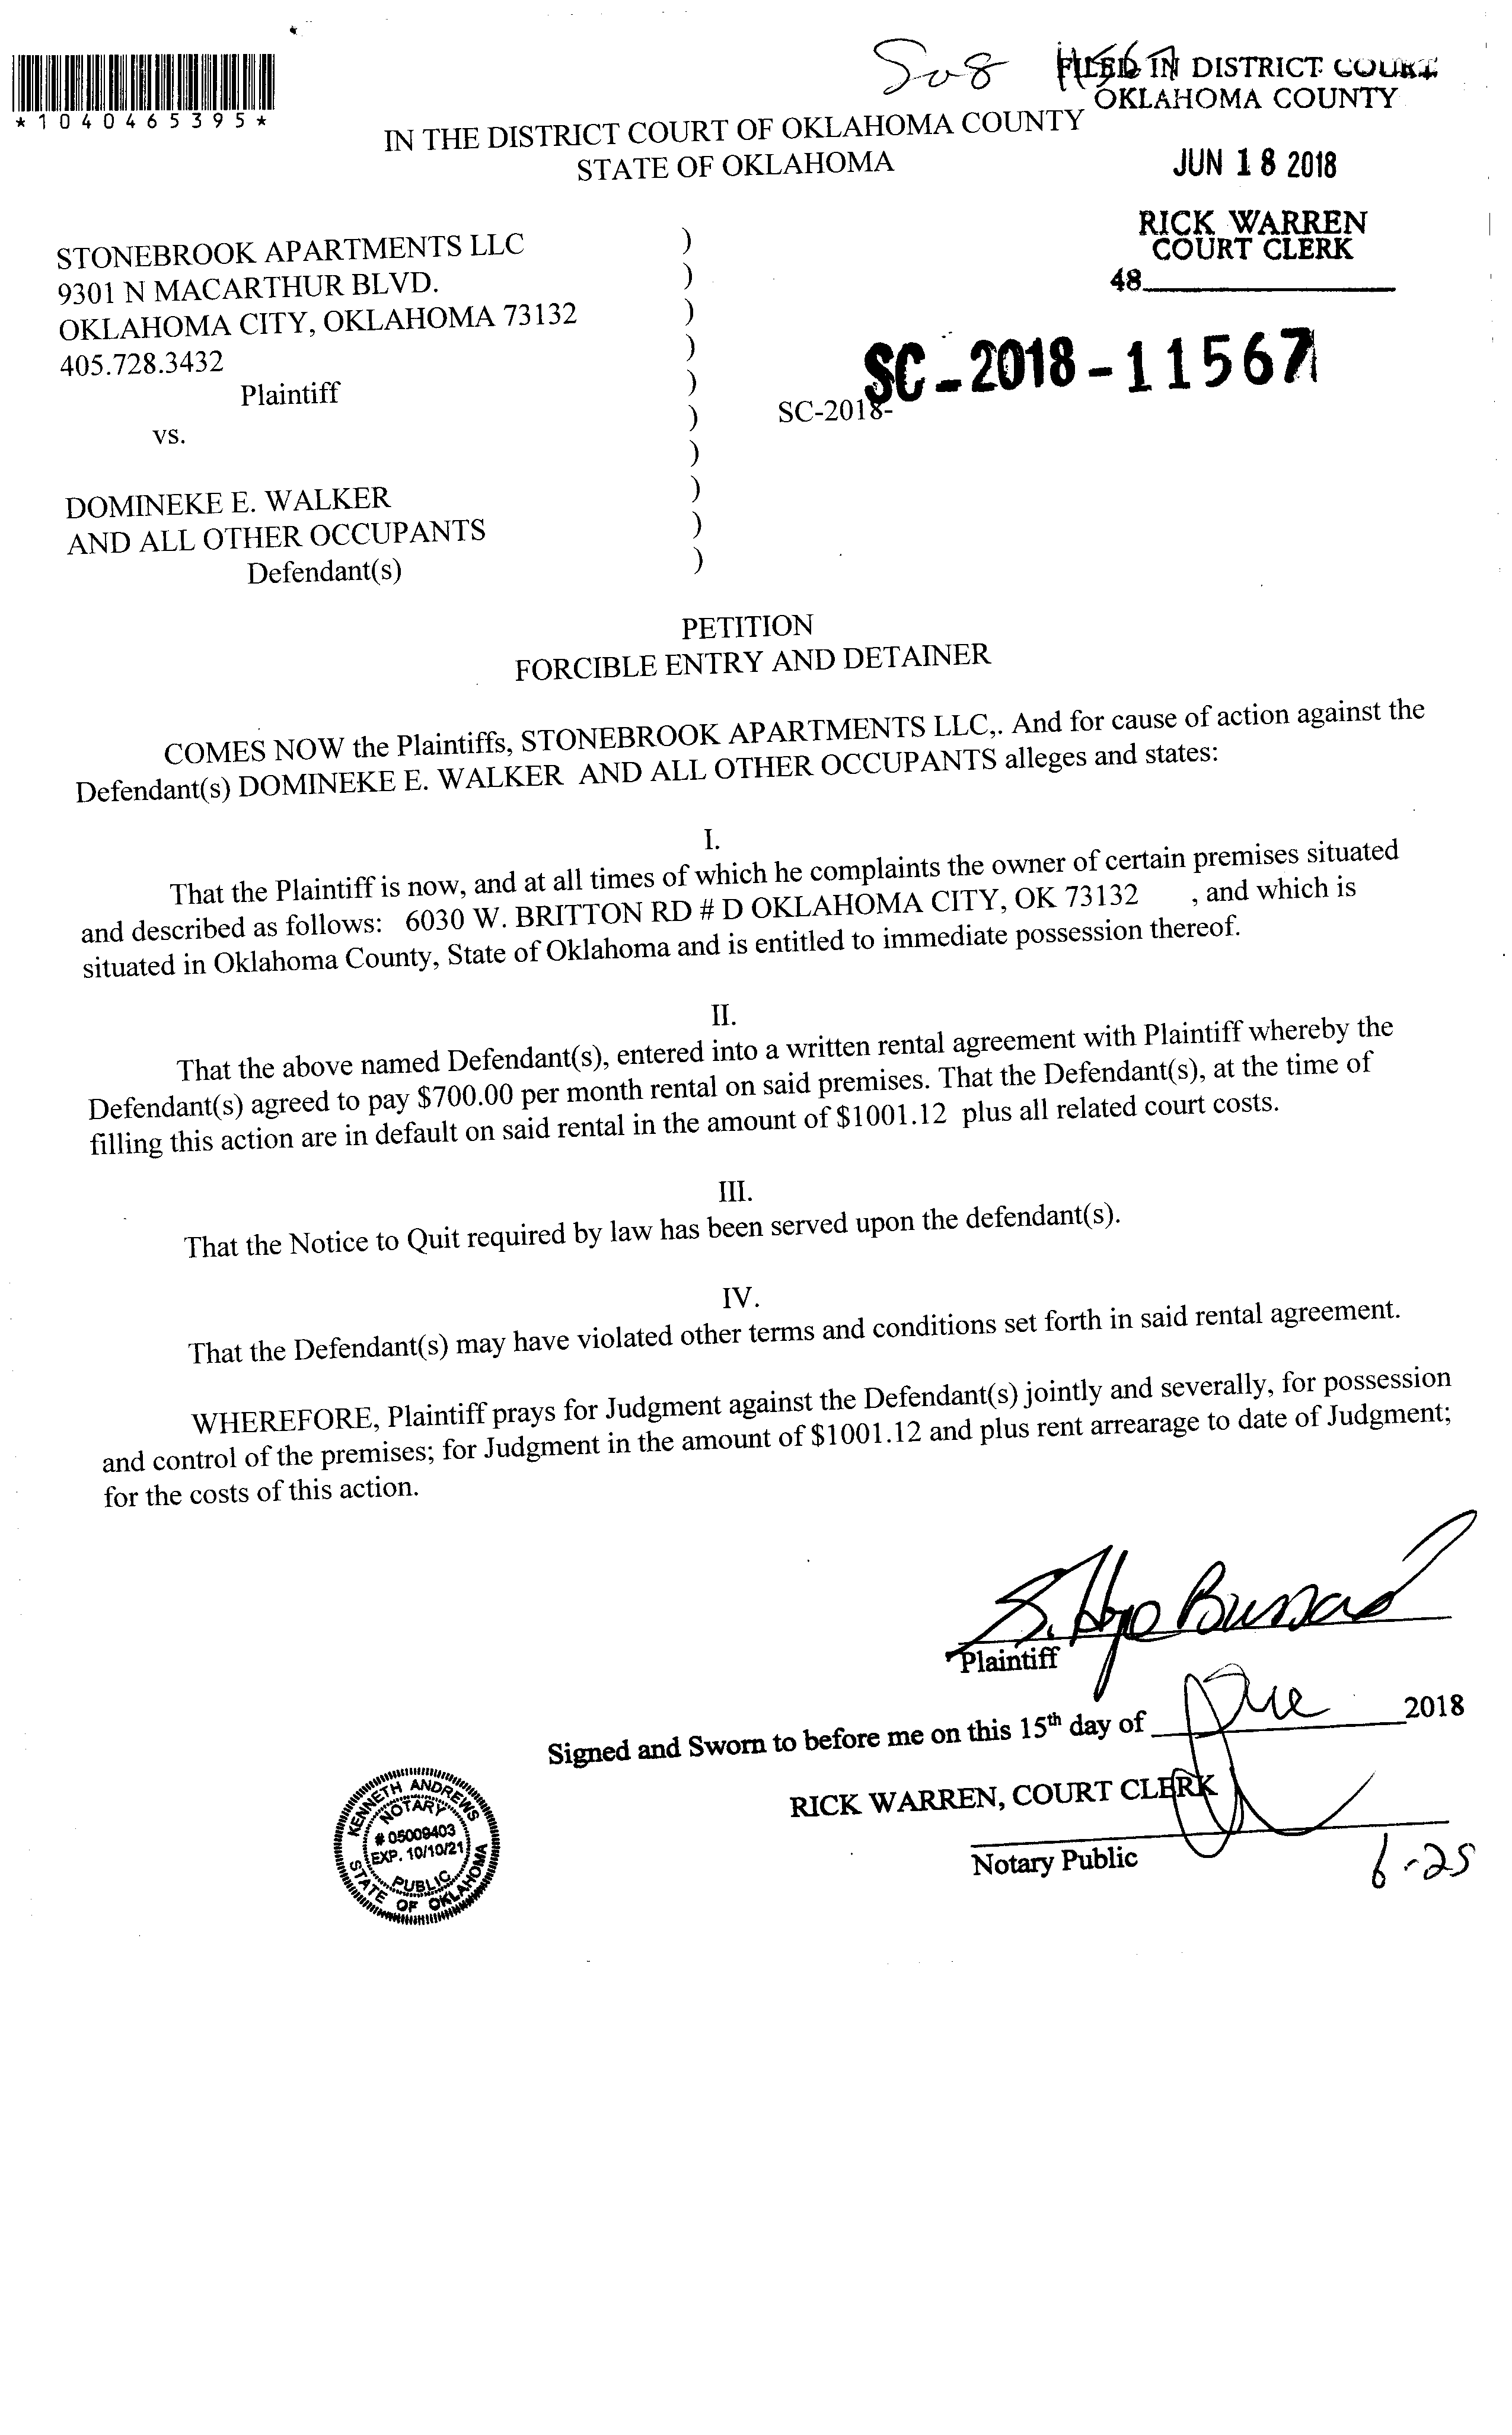 *1040465395*
508
FILED IN DISTRICT COURT
OKLAHOMA COUNTY
IN THE DISTRICT COURT OF OKLAHOMA COUNTY
STATE OF OKLAHOMA
JUN 18 2018
RICK WARREN
COURT CLERK
48
STONEBROOK APARTMENTS LLC )
9301 N MACARTHUR BLVD. )
OKLAHOMA CITY, OKLAHOMA 73132 )
405.728.3432 )
Plaintiff )
SC-2018-11567
SC-2018-
vs. )
)
DOMINEKE E. WALKER )
AND ALL OTHER OCCUPANTS )
Defendant(s) )
PETITION
FORCIBLE ENTRY AND DETAINER
COMES NOW the Plaintiffs, STONEBROOK APARTMENTS LLC,. And for cause of action against the
Defendant(s) DOMINEKE E. WALKER AND ALL OTHER OCCUPANTS alleges and states:
I.
That the Plaintiff is now, and at all times of which he complaints the owner of certain premises situated
and described as follows: 6030 W. BRITTON RD # D OKLAHOMA CITY, OK 73132 , and which is
situated in Oklahoma County, State of Oklahoma and is entitled to immediate possession thereof.
II.
That the above named Defendant(s), entered into a written rental agreement with Plaintiff whereby the
Defendant(s) agreed to pay $700.00 per month rental on said premises. That the Defendant(s), at the time of
filling this action are in default on said rental in the amount of $1001.12 plus all related court costs.
III.
That the Notice to Quit required by law has been served upon the defendant(s).
IV.
That the Defendant(s) may have violated other terms and conditions set forth in said rental agreement.
WHEREFORE, Plaintiff prays for Judgment against the Defendant(s) jointly and severally, for possession
and control of the premises; for Judgment in the amount of $1001.12 and plus rent arrearage to date of Judgment;
for the costs of this action.
Plaintiff
Signed and Sworn to before me on this 15th day of June 2018
RICK WARREN, COURT CLERK
Notary Public
6-25
KENNETH ANDREWS
NOTARY
# 05009403
EXP. 10/10/21
PUBLIC
STATE OF OKLAHOMA